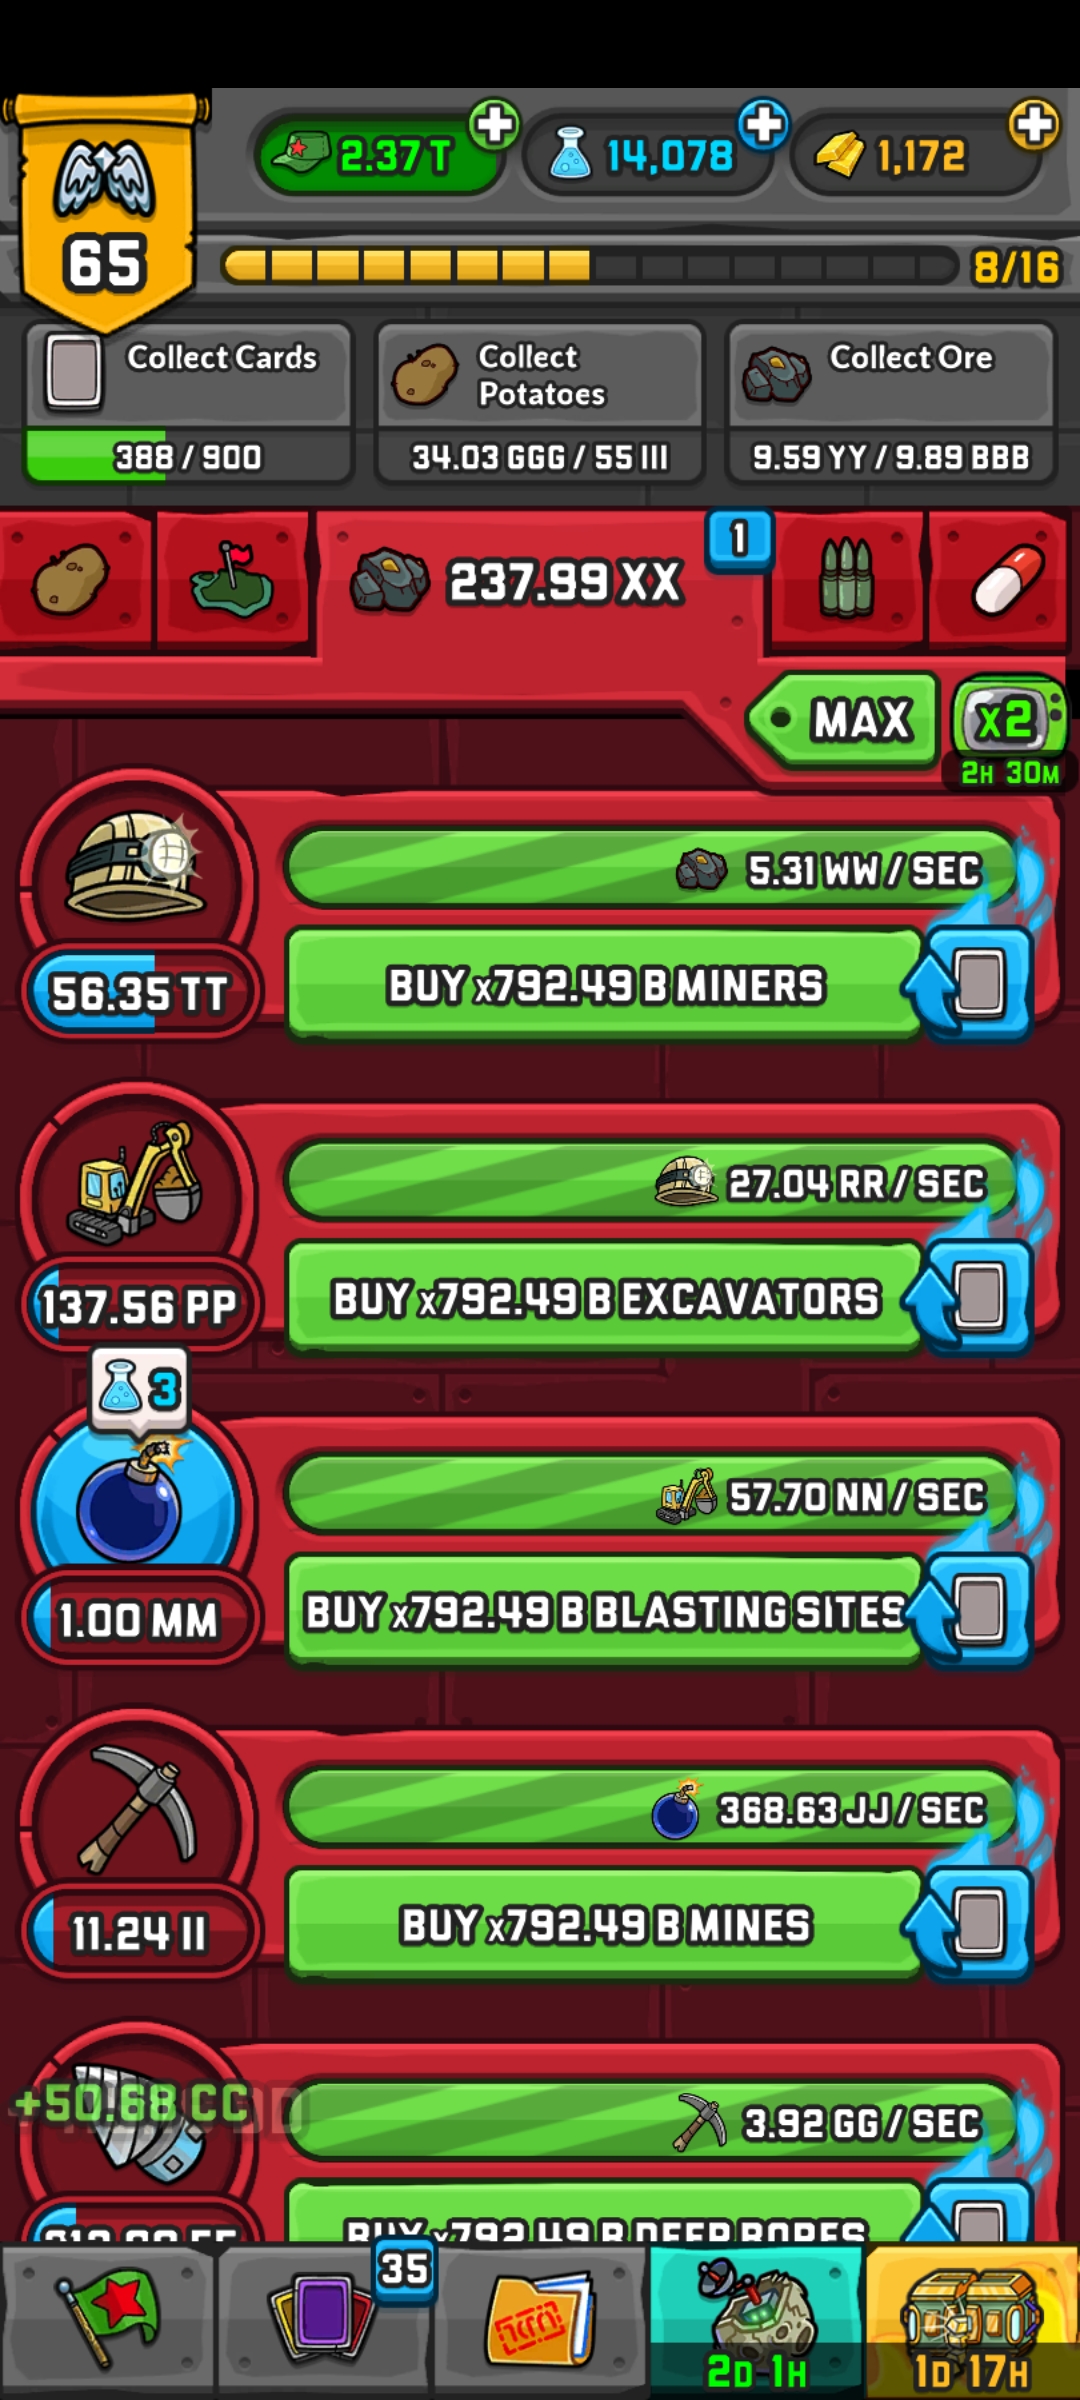 2.37 T
14,078
1,172
65
8/16
Collect Cards
388 / 900
Collect
Potatoes
34.03 GGG / 55 III
Collect Ore
9.59 YY / 9.89 BBB
237.99 XX
1
MAX
x2
2H 30M
5.31 WW / SEC
56.35 TT
BUY x792.49 B MINERS
27.04 RR / SEC
137.56 PP
BUY x792.49 B EXCAVATORS
3
57.70 NN / SEC
1.00 MM
BUY x792.49 B BLASTING SITES
368.63 JJ / SEC
11.24 II
BUY x792.49 B MINES
+50.68 CC
3.92 GG / SEC
BUY x792.49 B DEEP BORES
35
2D 1H
1D 17H